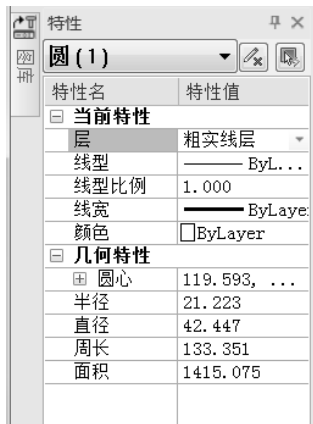 特性
圆(1)
特性名 特性值
当前特性
层 粗实线层
线型 ByL...
线型比例 1.000
线宽 ByLaye
颜色 ByLayer
几何特性
圆心 119.593, ...
半径 21.223
直径 42.447
周长 133.351
面积 1415.075